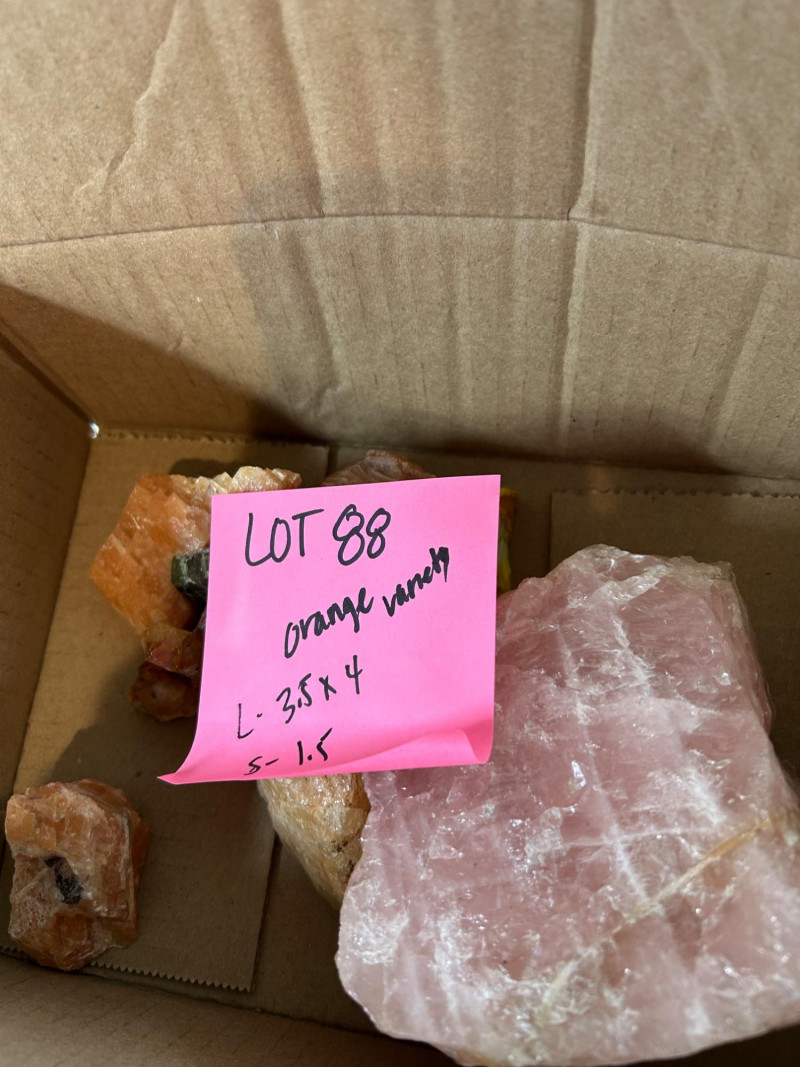 LOT 88
orange variety
L- 3.5 x 4
S- 1.5